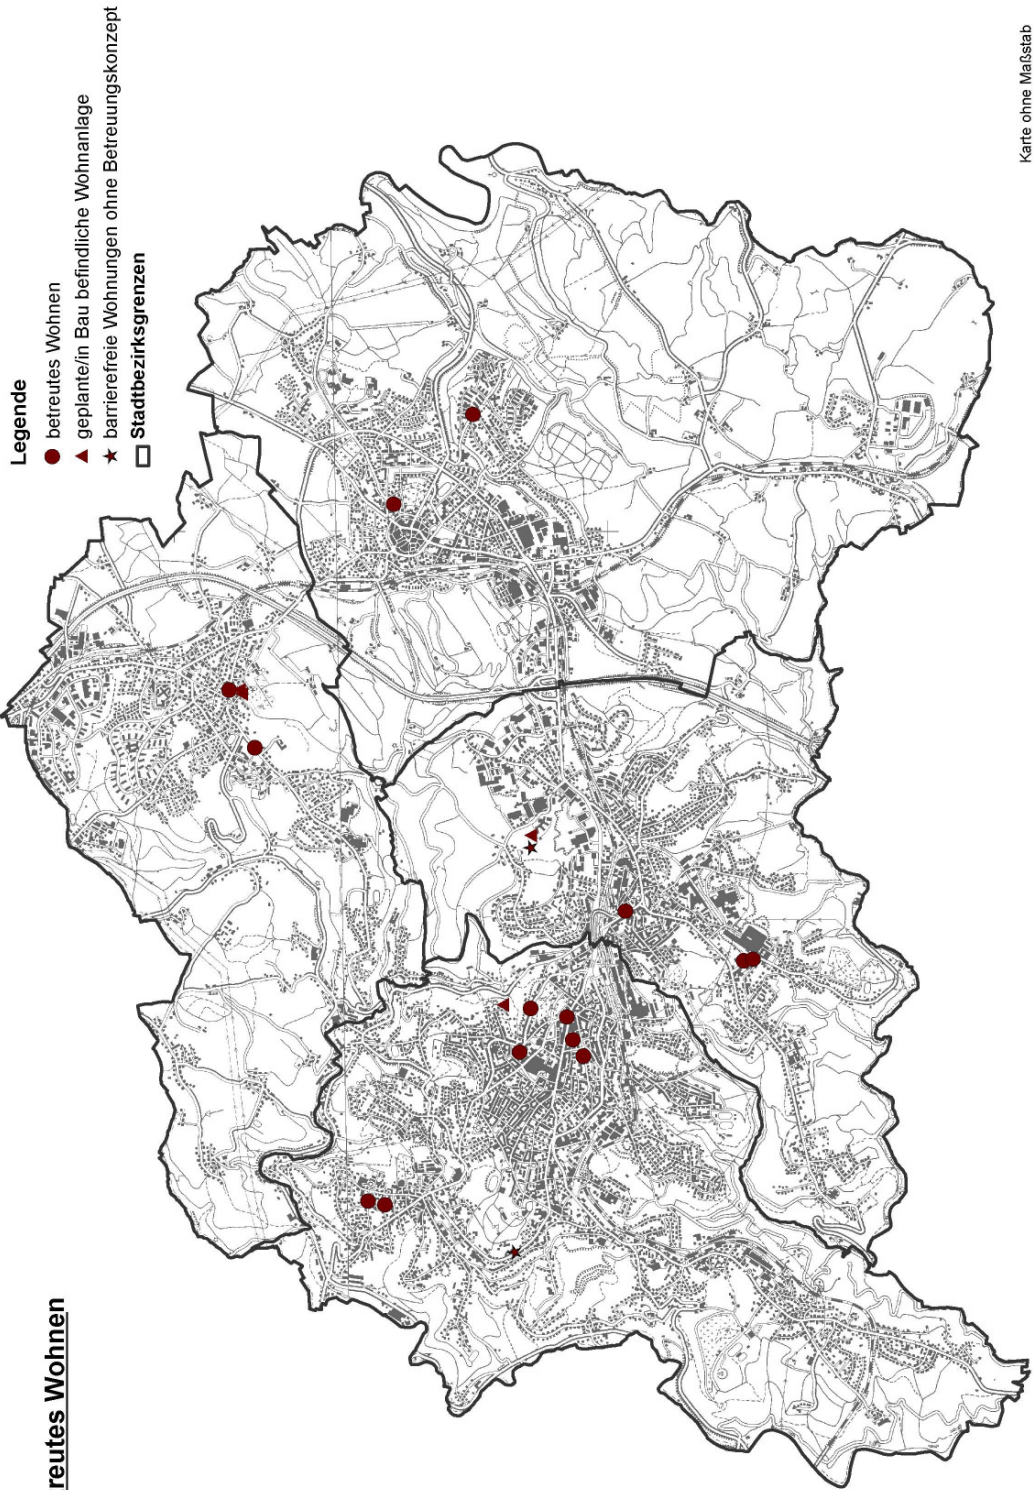 reutes Wohnen
Legende
betreutes Wohnen
geplante/in Bau befindliche Wohnanlage
barrierefreie Wohnungen ohne Betreuungskonzept
Stadtbezirksgrenzen
Karte ohne Maßstab